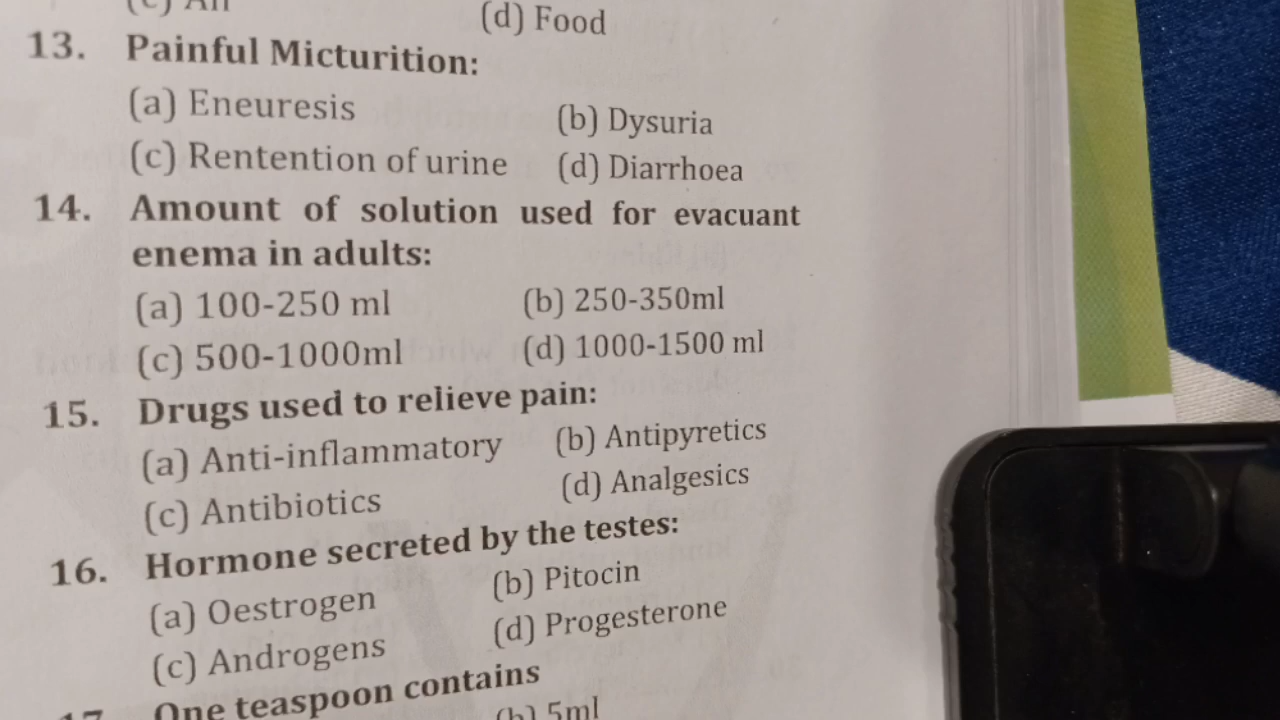 (d) Food
13. Painful Micturition:
(a) Eneuresis (b) Dysuria
(c) Rentention of urine (d) Diarrhoea
14. Amount of solution used for evacuant
enema in adults:
(a) 100-250 ml (b) 250-350ml
(c) 500-1000ml (d) 1000-1500 ml
15. Drugs used to relieve pain:
(a) Anti-inflammatory (b) Antipyretics
(c) Antibiotics (d) Analgesics
16. Hormone secreted by the testes:
(a) Oestrogen (b) Pitocin
(c) Androgens (d) Progesterone
17. One teaspoon contains
(b) 5ml